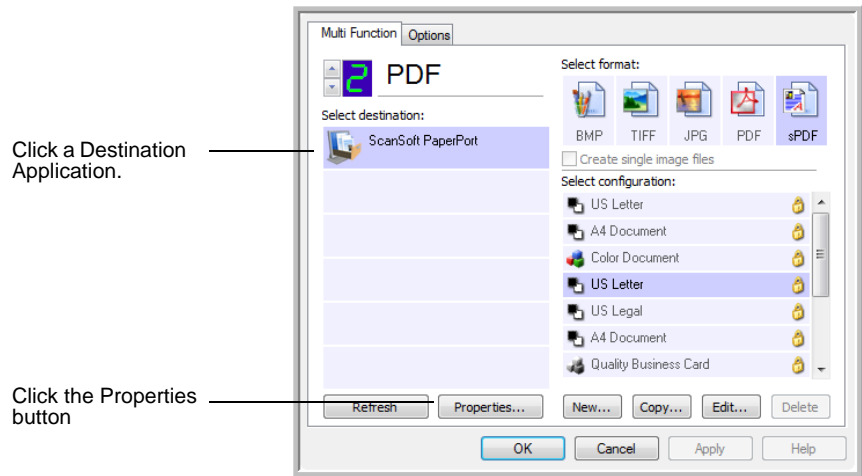 Multi Function Options
2 PDF
Select destination:
ScanSoft PaperPort
Click a Destination
Application.
Select format:
BMP TIFF JPG PDF sPDF
Create single image files
Select configuration:
US Letter
A4 Document
Color Document
US Letter
US Legal
A4 Document
Quality Business Card
Click the Properties
button
Refresh Properties... New... Copy... Edit... Delete
OK Cancel Apply Help